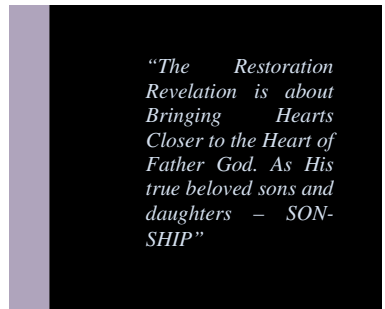 “The Restoration
Revelation is about
Bringing Hearts
Closer to the Heart of
Father God. As His
true beloved sons and
daughters – SON-
SHIP”